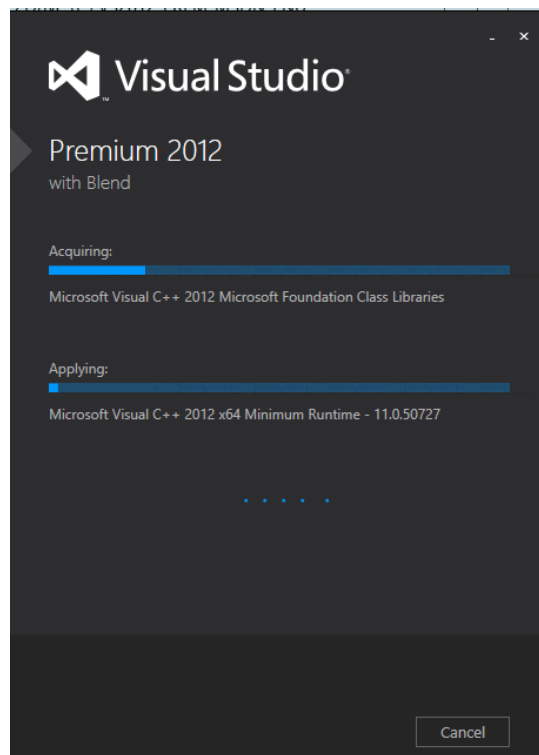 Visual Studio®
™
Premium 2012
with Blend
Acquiring:
Microsoft Visual C++ 2012 Microsoft Foundation Class Libraries
Applying:
Microsoft Visual C++ 2012 x64 Minimum Runtime - 11.0.50727
Cancel